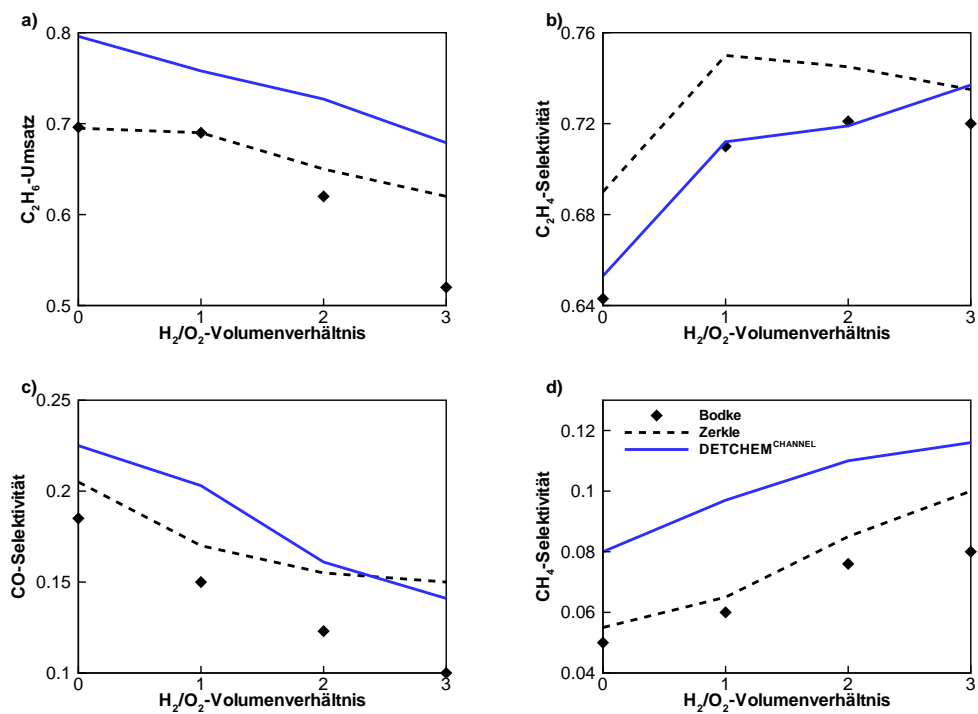 a)
0.8
0.7
0.6
0.5
C₂H₆-Umsatz
0 1 2 3
H₂/O₂-Volumenverhältnis
b)
0.76
0.72
0.68
0.64
C₂H₄-Selektivität
0 1 2 3
H₂/O₂-Volumenverhältnis
c)
0.25
0.2
0.15
0.1
CO-Selektivität
0 1 2 3
H₂/O₂-Volumenverhältnis
d)
0.12
0.1
0.08
0.06
0.04
CH₄-Selektivität
Bodke
Zerkle
DETCHEM^CHANNEL
0 1 2 3
H₂/O₂-Volumenverhältnis